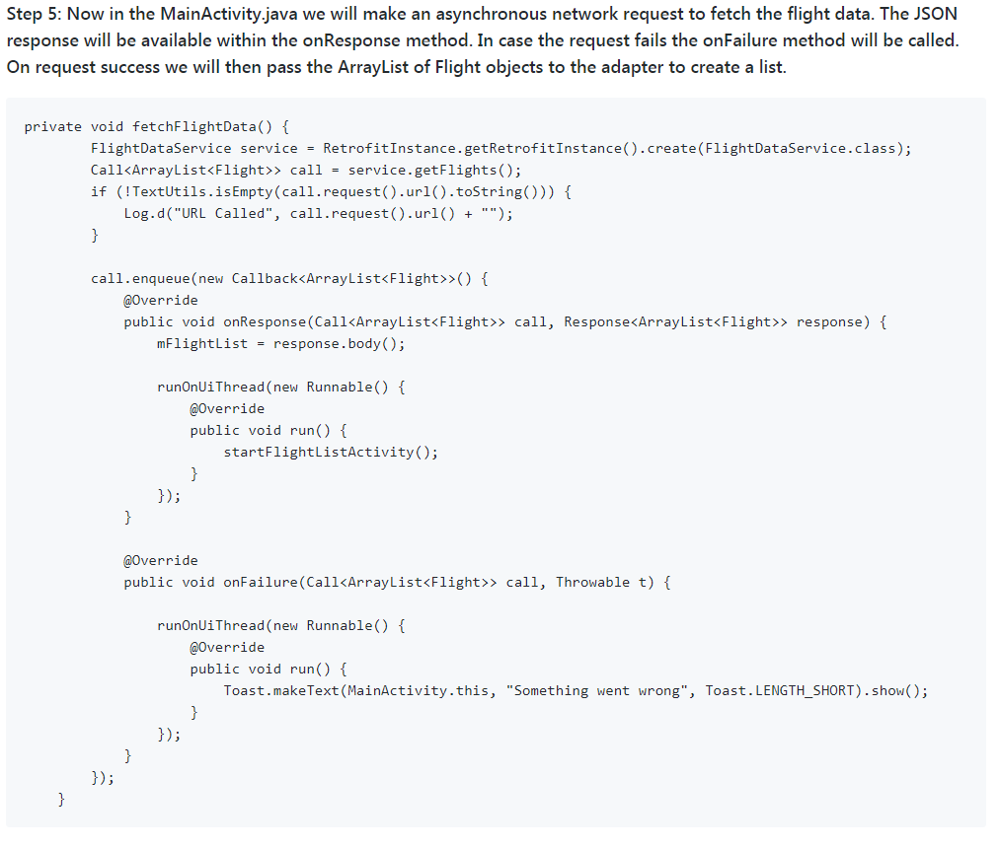 Step 5: Now in the MainActivity.java we will make an asynchronous network request to fetch the flight data. The JSON
response will be available within the onResponse method. In case the request fails the onFailure method will be called.
On request success we will then pass the ArrayList of Flight objects to the adapter to create a list.
private void fetchFlightData() {
        FlightDataService service = RetrofitInstance.getRetrofitInstance().create(FlightDataService.class);
        Call<ArrayList<Flight>> call = service.getFlights();
        if (!TextUtils.isEmpty(call.request().url().toString())) {
            Log.d("URL Called", call.request().url() + "");
        }
        call.enqueue(new Callback<ArrayList<Flight>>() {
            @Override
            public void onResponse(Call<ArrayList<Flight>> call, Response<ArrayList<Flight>> response) {
                mFlightList = response.body();
                runOnUiThread(new Runnable() {
                    @Override
                    public void run() {
                        startFlightListActivity();
                    }
                });
            }
            @Override
            public void onFailure(Call<ArrayList<Flight>> call, Throwable t) {
                runOnUiThread(new Runnable() {
                    @Override
                    public void run() {
                        Toast.makeText(MainActivity.this, "Something went wrong", Toast.LENGTH_SHORT).show();
                    }
                });
            }
        });
    }